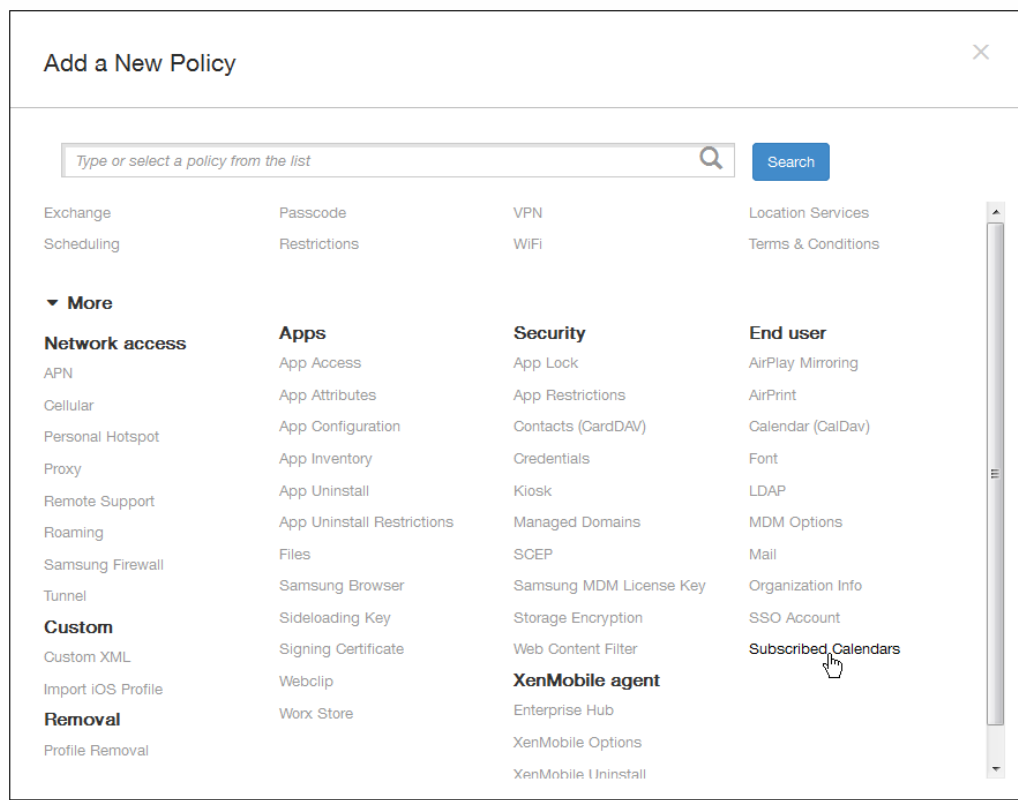 Add a New Policy
×
Type or select a policy from the list
Search
Exchange
Passcode
VPN
Location Services
Scheduling
Restrictions
WiFi
Terms & Conditions
More
Network access
APN
Cellular
Personal Hotspot
Proxy
Remote Support
Roaming
Samsung Firewall
Tunnel
Custom
Custom XML
Import iOS Profile
Removal
Profile Removal
Apps
App Access
App Attributes
App Configuration
App Inventory
App Uninstall
App Uninstall Restrictions
Files
Samsung Browser
Sideloading Key
Signing Certificate
Webclip
Worx Store
Security
App Lock
App Restrictions
Contacts (CardDAV)
Credentials
Kiosk
Managed Domains
SCEP
Samsung MDM License Key
Storage Encryption
Web Content Filter
XenMobile agent
Enterprise Hub
XenMobile Options
XenMobile Uninstall
End user
AirPlay Mirroring
AirPrint
Calendar (CalDav)
Font
LDAP
MDM Options
Mail
Organization Info
SSO Account
Subscribed Calendars